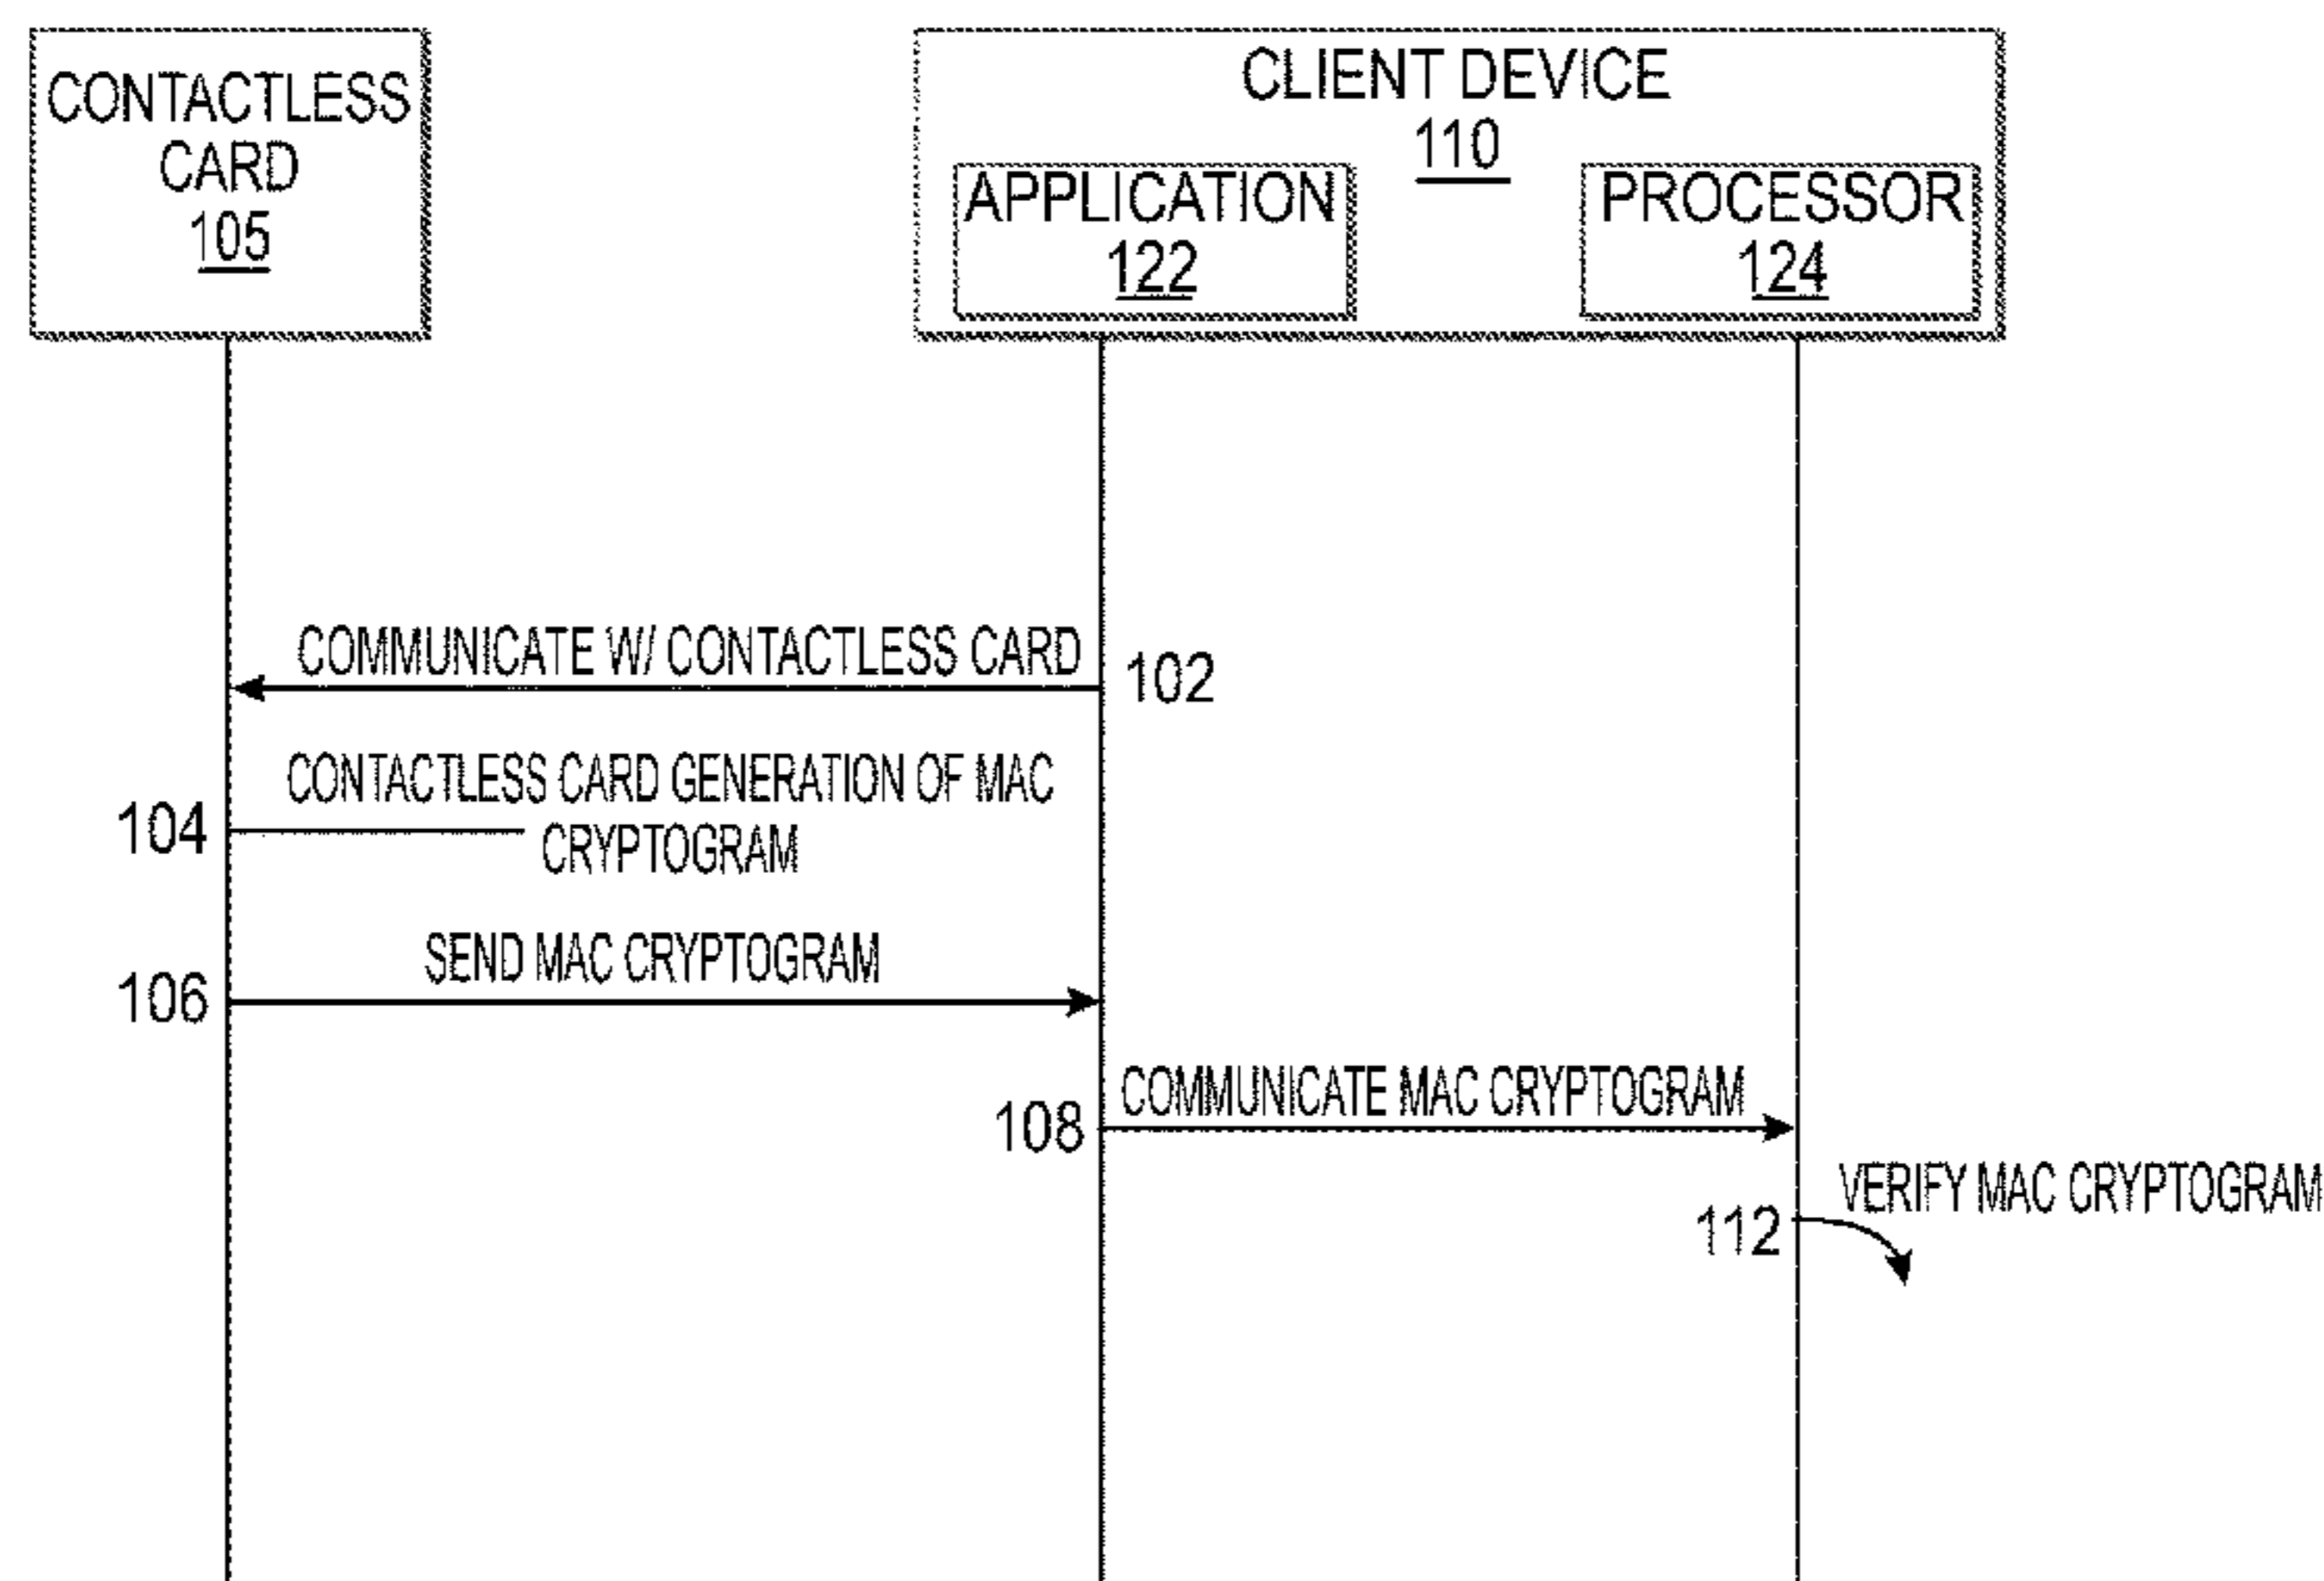 CONTACTLESS
CARD
105
CLIENT DEVICE
110
APPLICATION
122
PROCESSOR
124
COMMUNICATE W/ CONTACTLESS CARD
102
CONTACTLESS CARD GENERATION OF MAC
104
CRYPTOGRAM
SEND MAC CRYPTOGRAM
106
COMMUNICATE MAC CRYPTOGRAM
108
VERIFY MAC CRYPTOGRAM
112